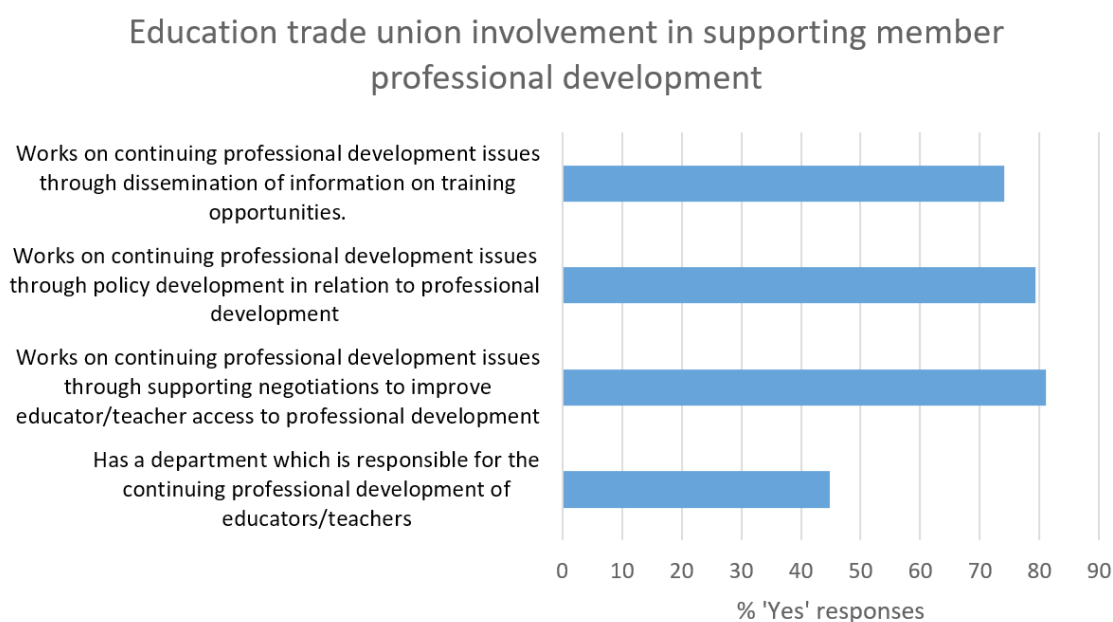 Education trade union involvement in supporting member
professional development
Works on continuing professional development issues
through dissemination of information on training
opportunities.
Works on continuing professional development issues
through policy development in relation to professional
development
Works on continuing professional development issues
through supporting negotiations to improve
educator/teacher access to professional development
Has a department which is responsible for the
continuing professional development of
educators/teachers
0 10 20 30 40 50 60 70 80 90
% 'Yes' responses